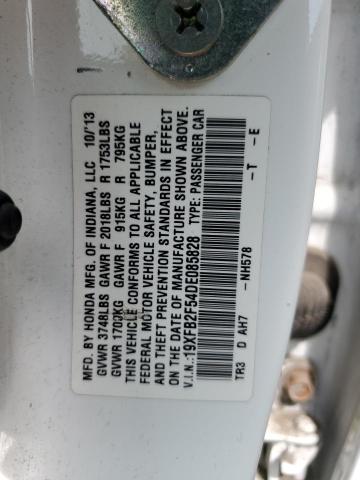 MFD. BY HONDA MFG. OF INDIANA, LLC 10/13
GVWR 3748LBS GAWR F 2018LBS R 1753LBS
GVWR 1700KG GAWR F 915KG R 795KG
THIS VEHICLE CONFORMS TO ALL APPLICABLE
FEDERAL MOTOR VEHICLE SAFETY, BUMPER,
AND THEFT PREVENTION STANDARDS IN EFFECT
ON THE DATE OF MANUFACTURE SHOWN ABOVE.
V.I.N.: 19XFB2F54DE085828 TYPE: PASSENGER CAR
TR3 D AH7 -NH578 -T -E